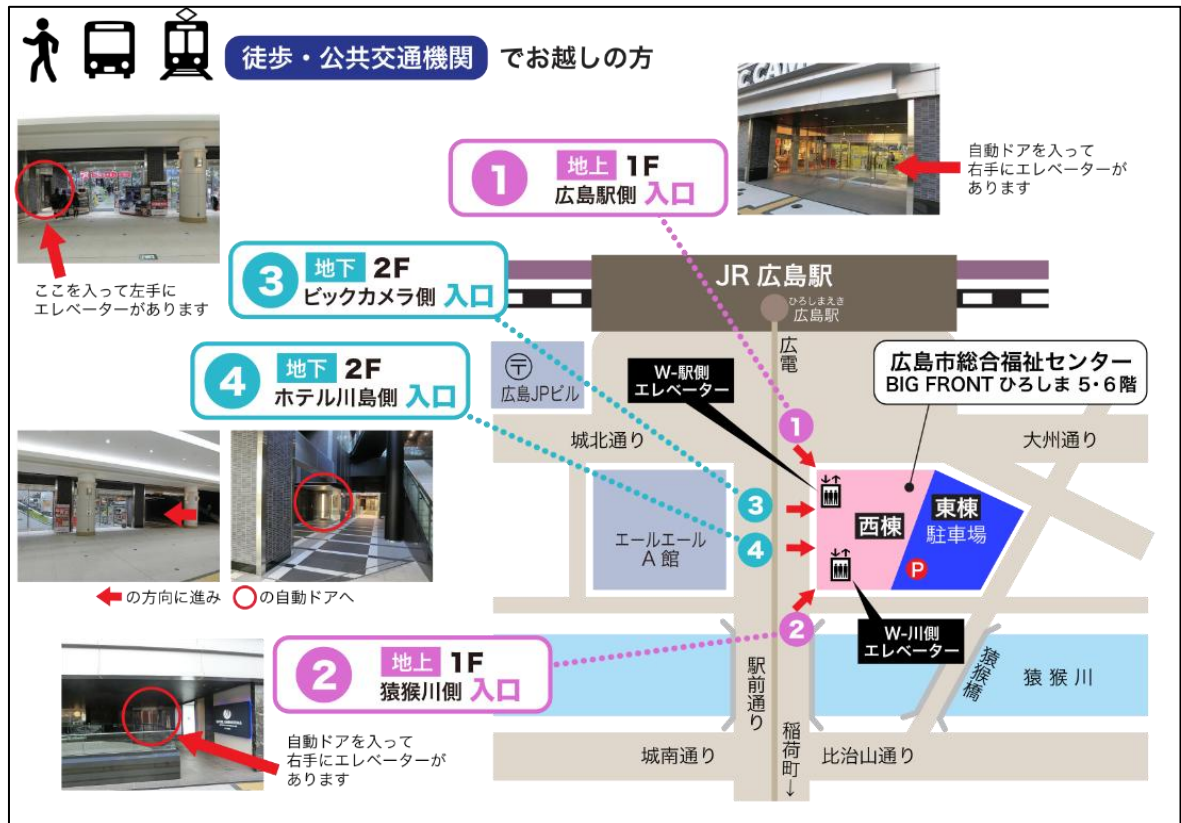 徒歩・公共交通機関 でお越しの方
C CAM
自動ドアを入って
右手にエレベーターが
あります
1 地上 1F
広島駅側 入口
ここを入って左手に
エレベーターがあります
3 地下 2F
ビックカメラ側 入口
4 地下 2F
ホテル川島側 入口
JR 広島駅
ひろしまえき
広島駅
広電
〒
広島JPビル
W-駅側
エレベーター
広島市総合福祉センター
BIG FRONT ひろしま 5・6階
1
城北通り
大州通り
3
4
エールエール
A 館
西棟
東棟
駐車場
P
の方向に進み
の自動ドアへ
2
W-川側
エレベーター
2 地上 1F
猿猴川側 入口
駅前通り
猿猴橋
猿猴川
自動ドアを入って
右手にエレベーターが
あります
城南通り
稲荷町→
比治山通り